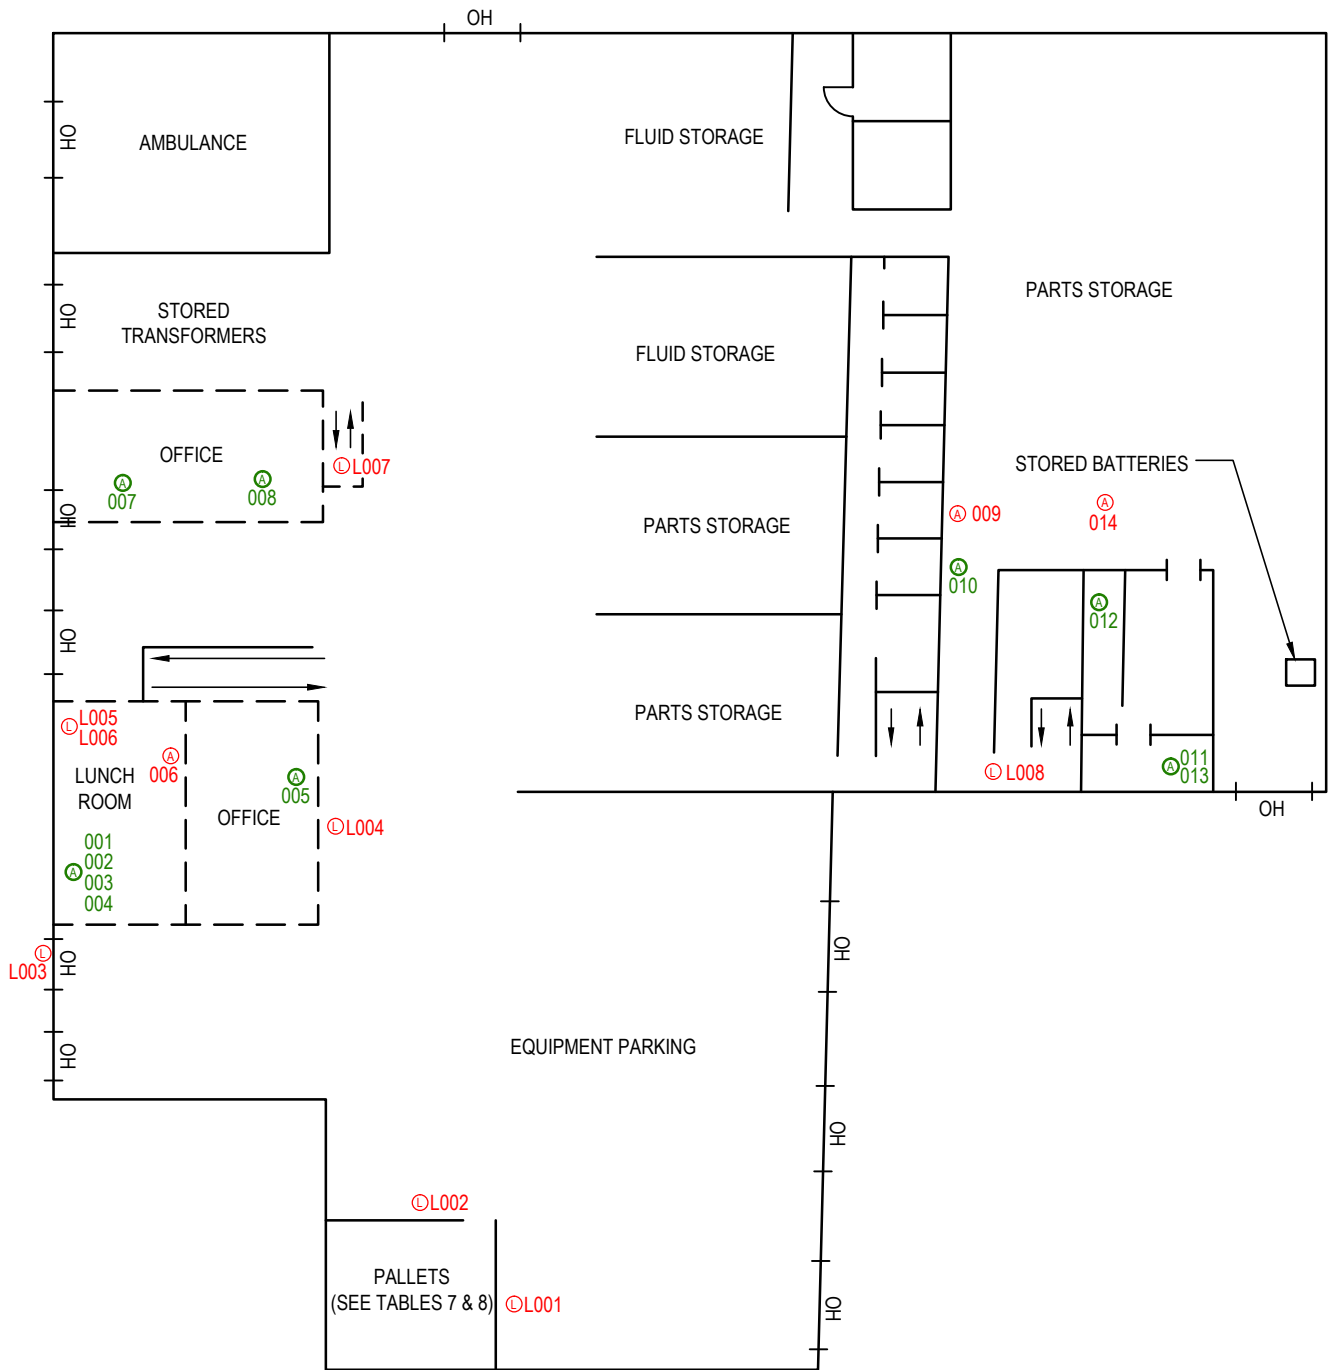 OH
OH
AMBULANCE
FLUID STORAGE
OH
STORED
TRANSFORMERS
PARTS STORAGE
FLUID STORAGE
OFFICE
Ⓛ L007
Ⓐ
007
Ⓐ
008
OH
STORED BATTERIES
Ⓐ
014
Ⓐ 009
PARTS STORAGE
Ⓐ
010
Ⓐ
012
OH
PARTS STORAGE
Ⓛ L005
L006
Ⓐ
006
LUNCH
ROOM
Ⓐ
005
OFFICE
Ⓛ L004
Ⓛ L008
Ⓐ 011
013
OH
Ⓐ 001
002
003
004
Ⓛ
L003
OH
OH
OH
EQUIPMENT PARKING
OH
Ⓛ L002
PALLETS
(SEE TABLES 7 & 8)
Ⓛ L001
OH